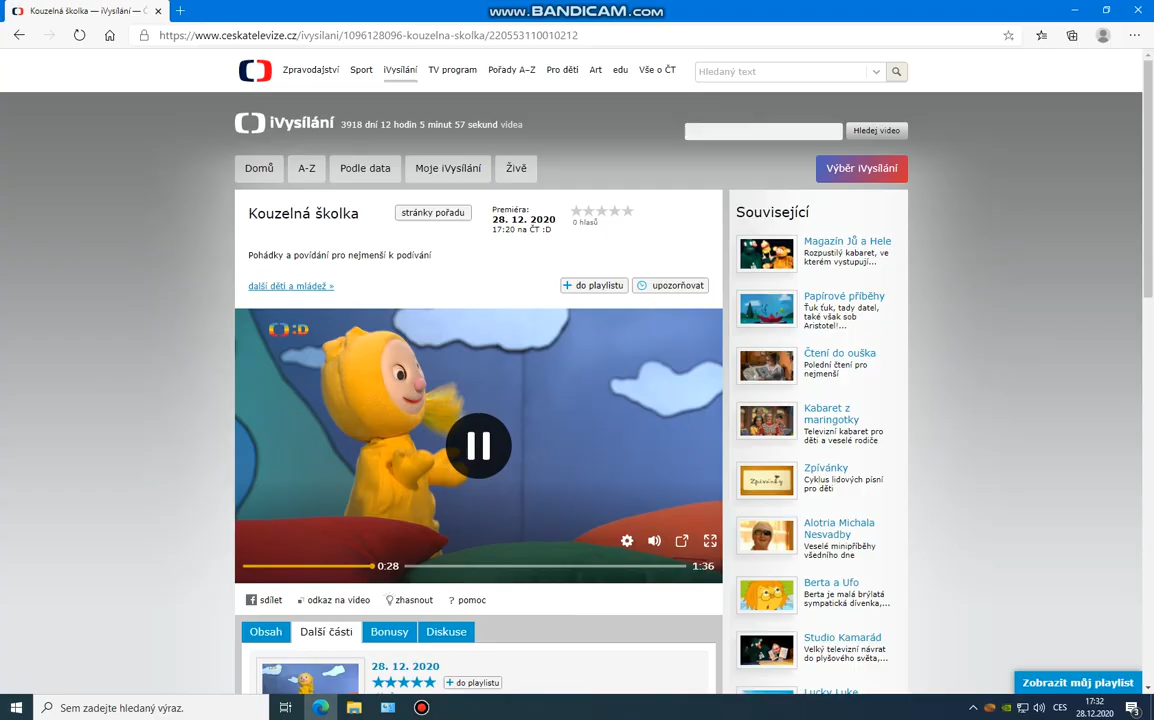 Kouzelná školka — iVysílání — Č
www.BANDICAM.com
https://www.ceskatelevize.cz/ivysilani/1096128096-kouzelna-skolka/220553110010212
Zpravodajství Sport iVysílání TV program Pořady A–Z Pro děti Art edu Vše o ČT Hledaný text
iVysílání 3918 dní 12 hodin 5 minut 57 sekund videa
Hledej video
Domů A-Z Podle data Moje iVysílání Živě Výběr iVysílání
Kouzelná školka
stránky pořadu
Premiéra:
28. 12. 2020
17:20 na ČT :D
0 hlasů
Pohádky a povídání pro nejmenší k podívání
další děti a mládež »
+ do playlistu
upozorňovat
:D
0:28
1:36
sdílet odkaz na video zhasnout ? pomoc
Obsah Další části Bonusy Diskuse
28. 12. 2020
+ do playlistu
Související
Magazín Jů a Hele
Rozpustilý kabaret, ve
kterém vystupují...
Papírové příběhy
Ťuk ťuk, tady datel,
také však sob
Aristotel!...
Čtení do ouška
Polední čtení pro
nejmenší
Kabaret z
maringotky
Televizní kabaret pro
děti a veselé rodiče
Zpívánky
Zpívánky
Cyklus lidových písní
pro děti
Alotria Michala
Nesvadby
Veselé minipříběhy
všedního dne
Berta a Ufo
Berta je malá brýlatá
sympatická dívenka,...
Studio Kamarád
Velký televizní návrat
do plyšového světa,...
Lucky Luke
Zobrazit můj playlist
Sem zadejte hledaný výraz.
CES
17:32
28.12.2020
3